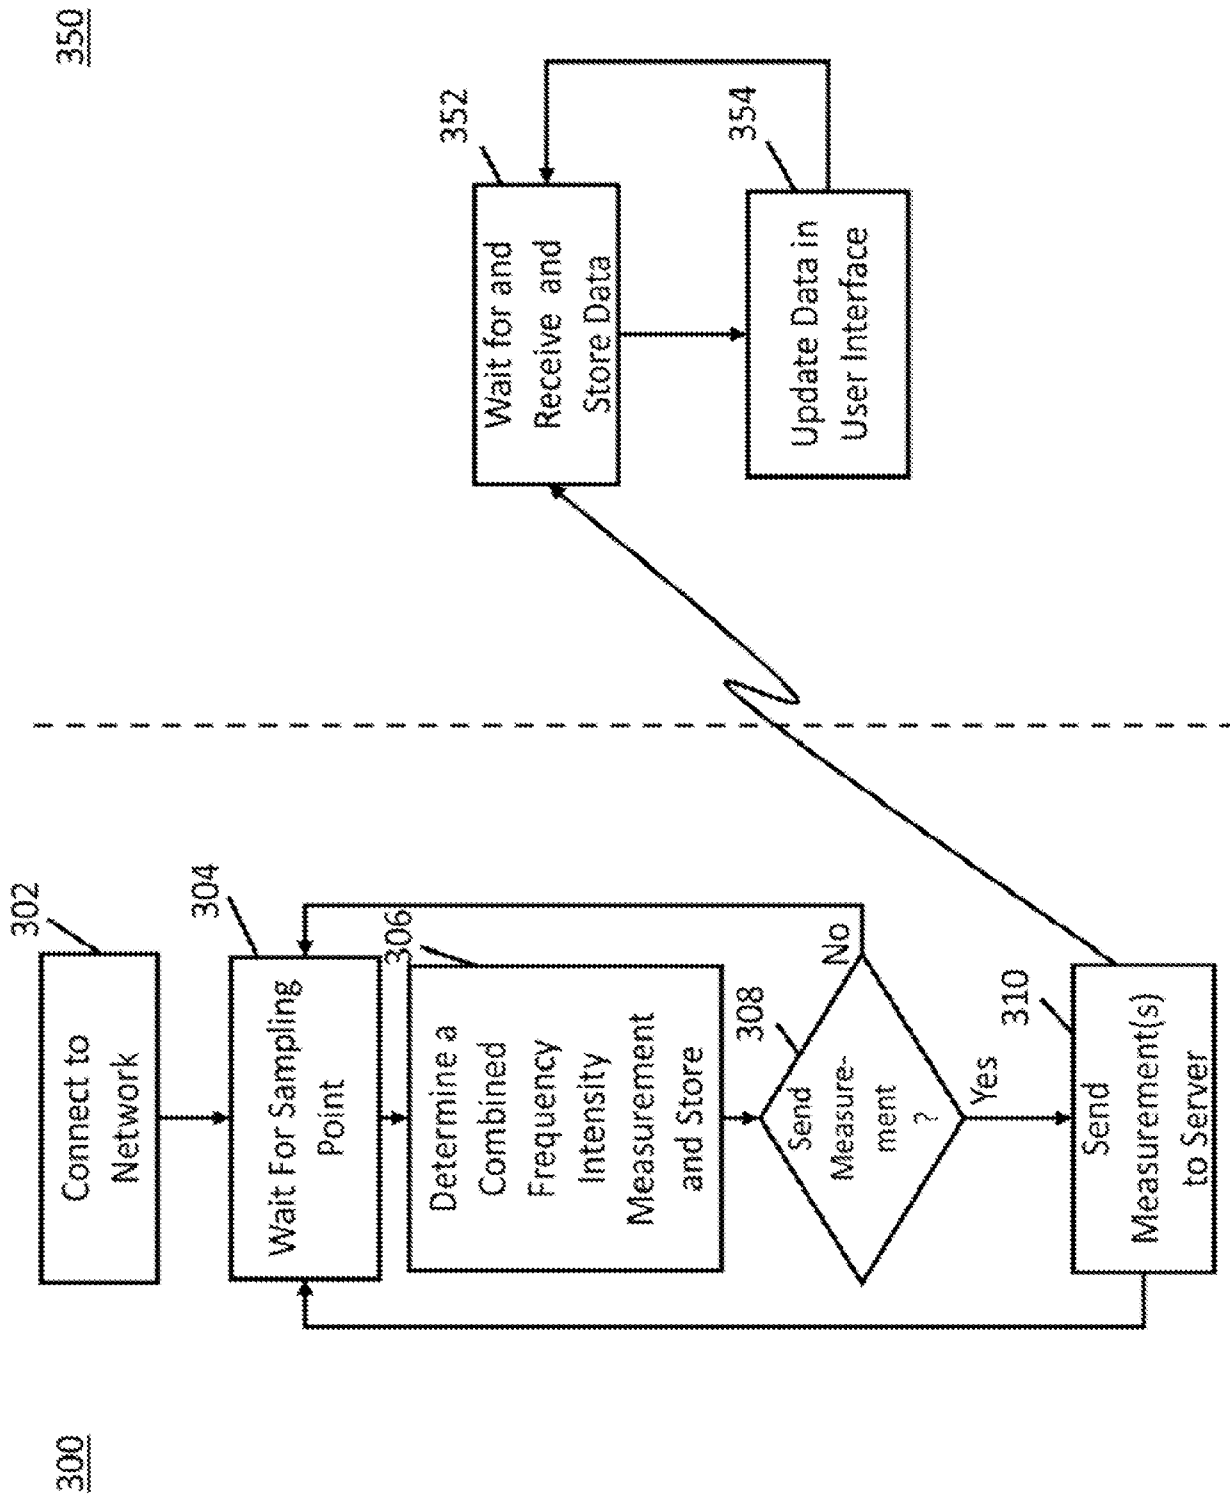 300
350
302
Connect to
Network
304
Wait For Sampling
Point
306
Determine a
Combined
Frequency
Intensity
Measurement
and Store
308
Send
Measure-
ment
?
No
Yes
310
Send
Measurement(s)
to Server
352
Wait for and
Receive and
Store Data
354
Update Data in
User Interface